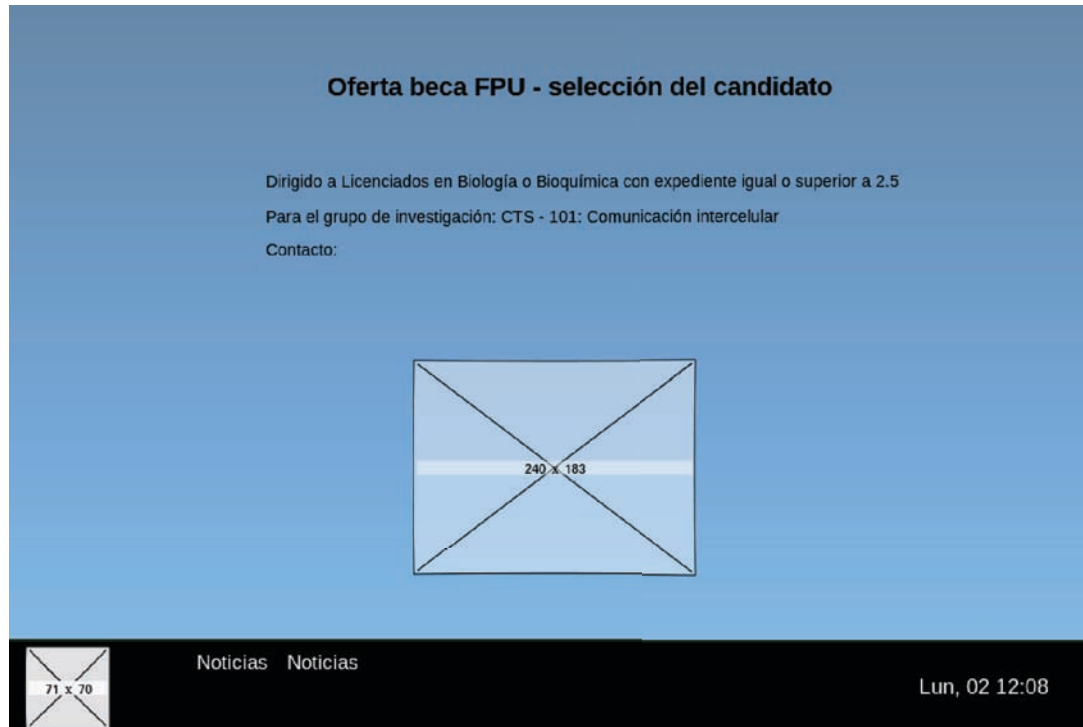 Oferta beca FPU - selección del candidato
Dirigido a Licenciados en Biología o Bioquímica con expediente igual o superior a 2.5
Para el grupo de investigación: CTS - 101: Comunicación intercelular
Contacto:
240 x 183
71 x 70
Noticias Noticias
Lun, 02 12:08